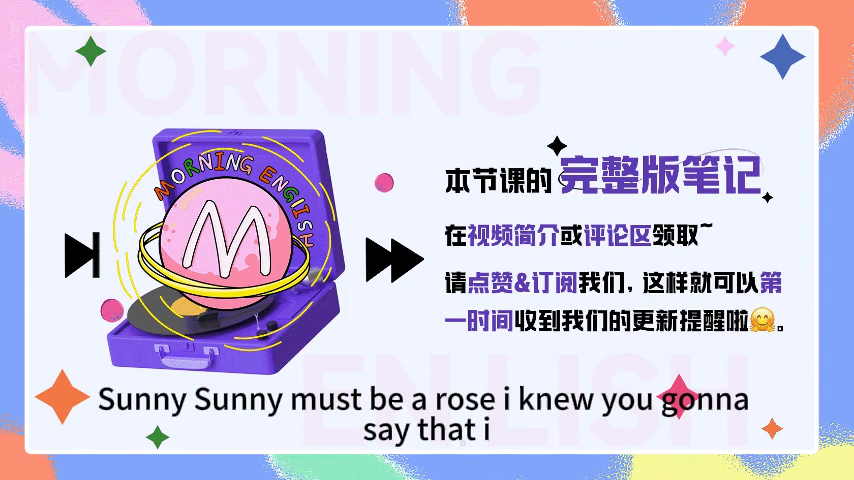 MORNING
MORNING ENGIISH
M
本节课的 完整版笔记
在视频简介或评论区领取~
请点赞&订阅我们, 这样就可以第
一时间收到我们的更新提醒啦🤗。
ENLISH
Sunny Sunny must be a rose i knew you gonna
say that i